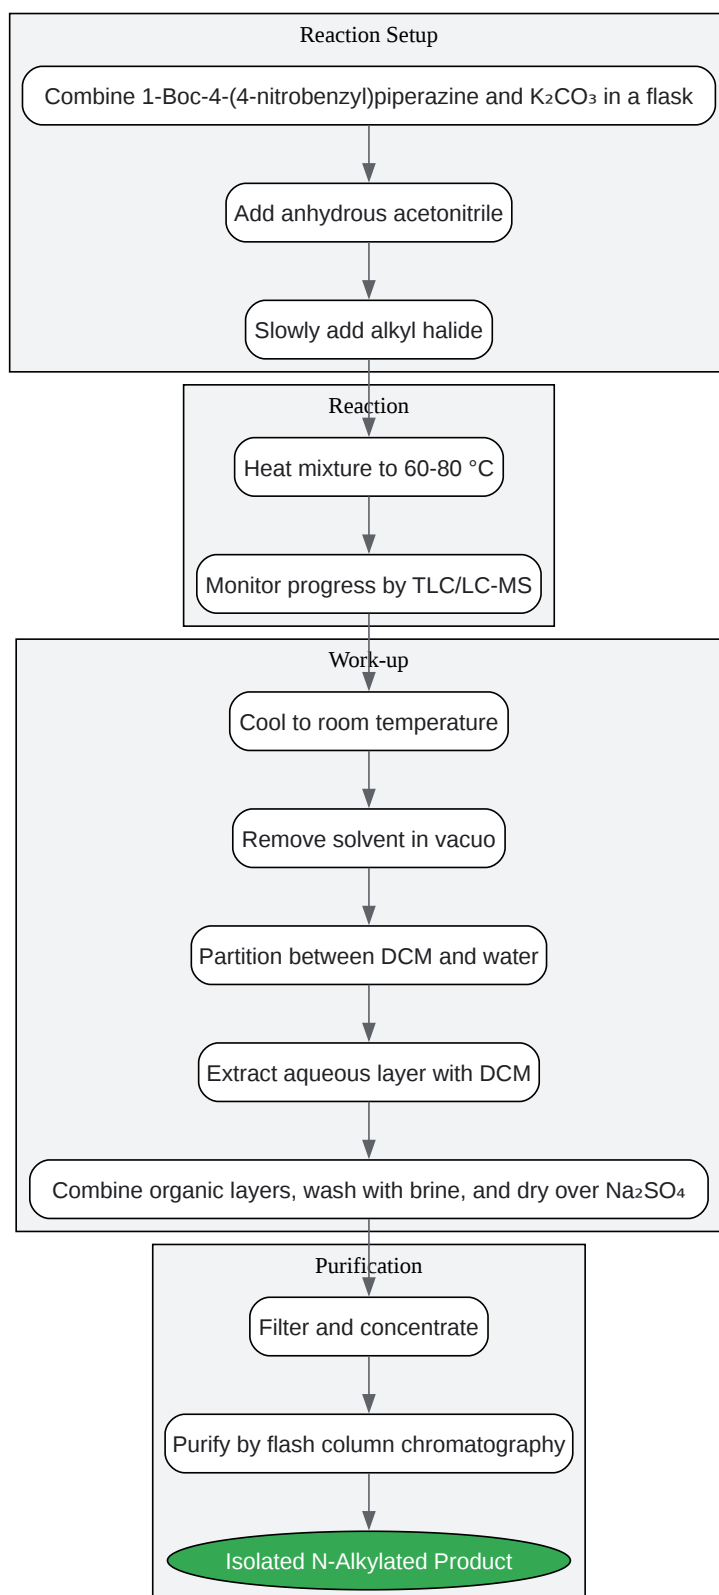 Reaction Setup
Combine 1-Boc-4-(4-nitrobenzyl)piperazine and K₂CO₃ in a flask
Add anhydrous acetonitrile
Slowly add alkyl halide
Reaction
Heat mixture to 60-80 °C
Monitor progress by TLC/LC-MS
Work-up
Cool to room temperature
Remove solvent in vacuo
Partition between DCM and water
Extract aqueous layer with DCM
Combine organic layers, wash with brine, and dry over Na₂SO₄
Purification
Filter and concentrate
Purify by flash column chromatography
Isolated N-Alkylated Product